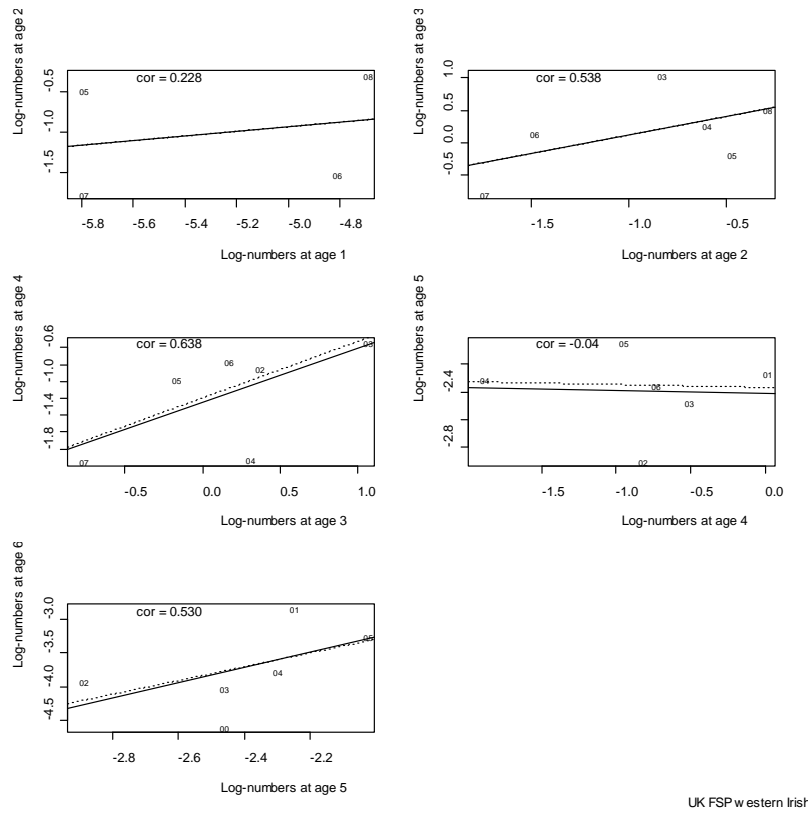 Log-numbers at age 2
cor = 0.228
05
08
06
07
-0.5
-1.0
-1.5
-5.8 -5.6 -5.4 -5.2 -5.0 -4.8
Log-numbers at age 1
Log-numbers at age 3
cor = 0.538
03
08
04
06
05
07
1.0
0.5
0.0
-0.5
-1.5 -1.0 -0.5
Log-numbers at age 2
Log-numbers at age 4
cor = 0.638
03
06
02
05
04
07
-0.6
-1.0
-1.4
-1.8
-0.5 0.0 0.5 1.0
Log-numbers at age 3
Log-numbers at age 5
cor = -0.04
05
01
04
06
03
02
-2.4
-2.8
-1.5 -1.0 -0.5 0.0
Log-numbers at age 4
Log-numbers at age 6
cor = 0.530
01
05
04
02
03
00
-3.0
-3.5
-4.0
-4.5
-2.8 -2.6 -2.4 -2.2
Log-numbers at age 5
UK FSP western Irish